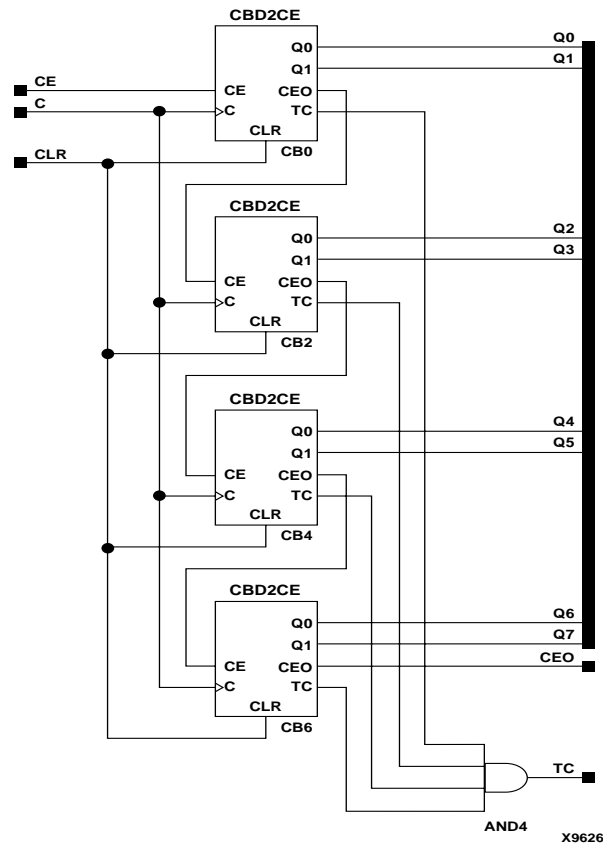 CBD2CE
Q0 Q0
Q1 Q1
CE CE CEO
C C TC
CLR CLR
CB0
CBD2CE
Q0 Q2
Q1 Q3
CE CEO
C TC
CLR
CB2
CBD2CE
Q0 Q4
Q1 Q5
CE CEO
C TC
CLR
CB4
CBD2CE
Q0 Q6
Q1 Q7
CE CEO CEO
C TC
CLR
CB6
TC
AND4
X9626